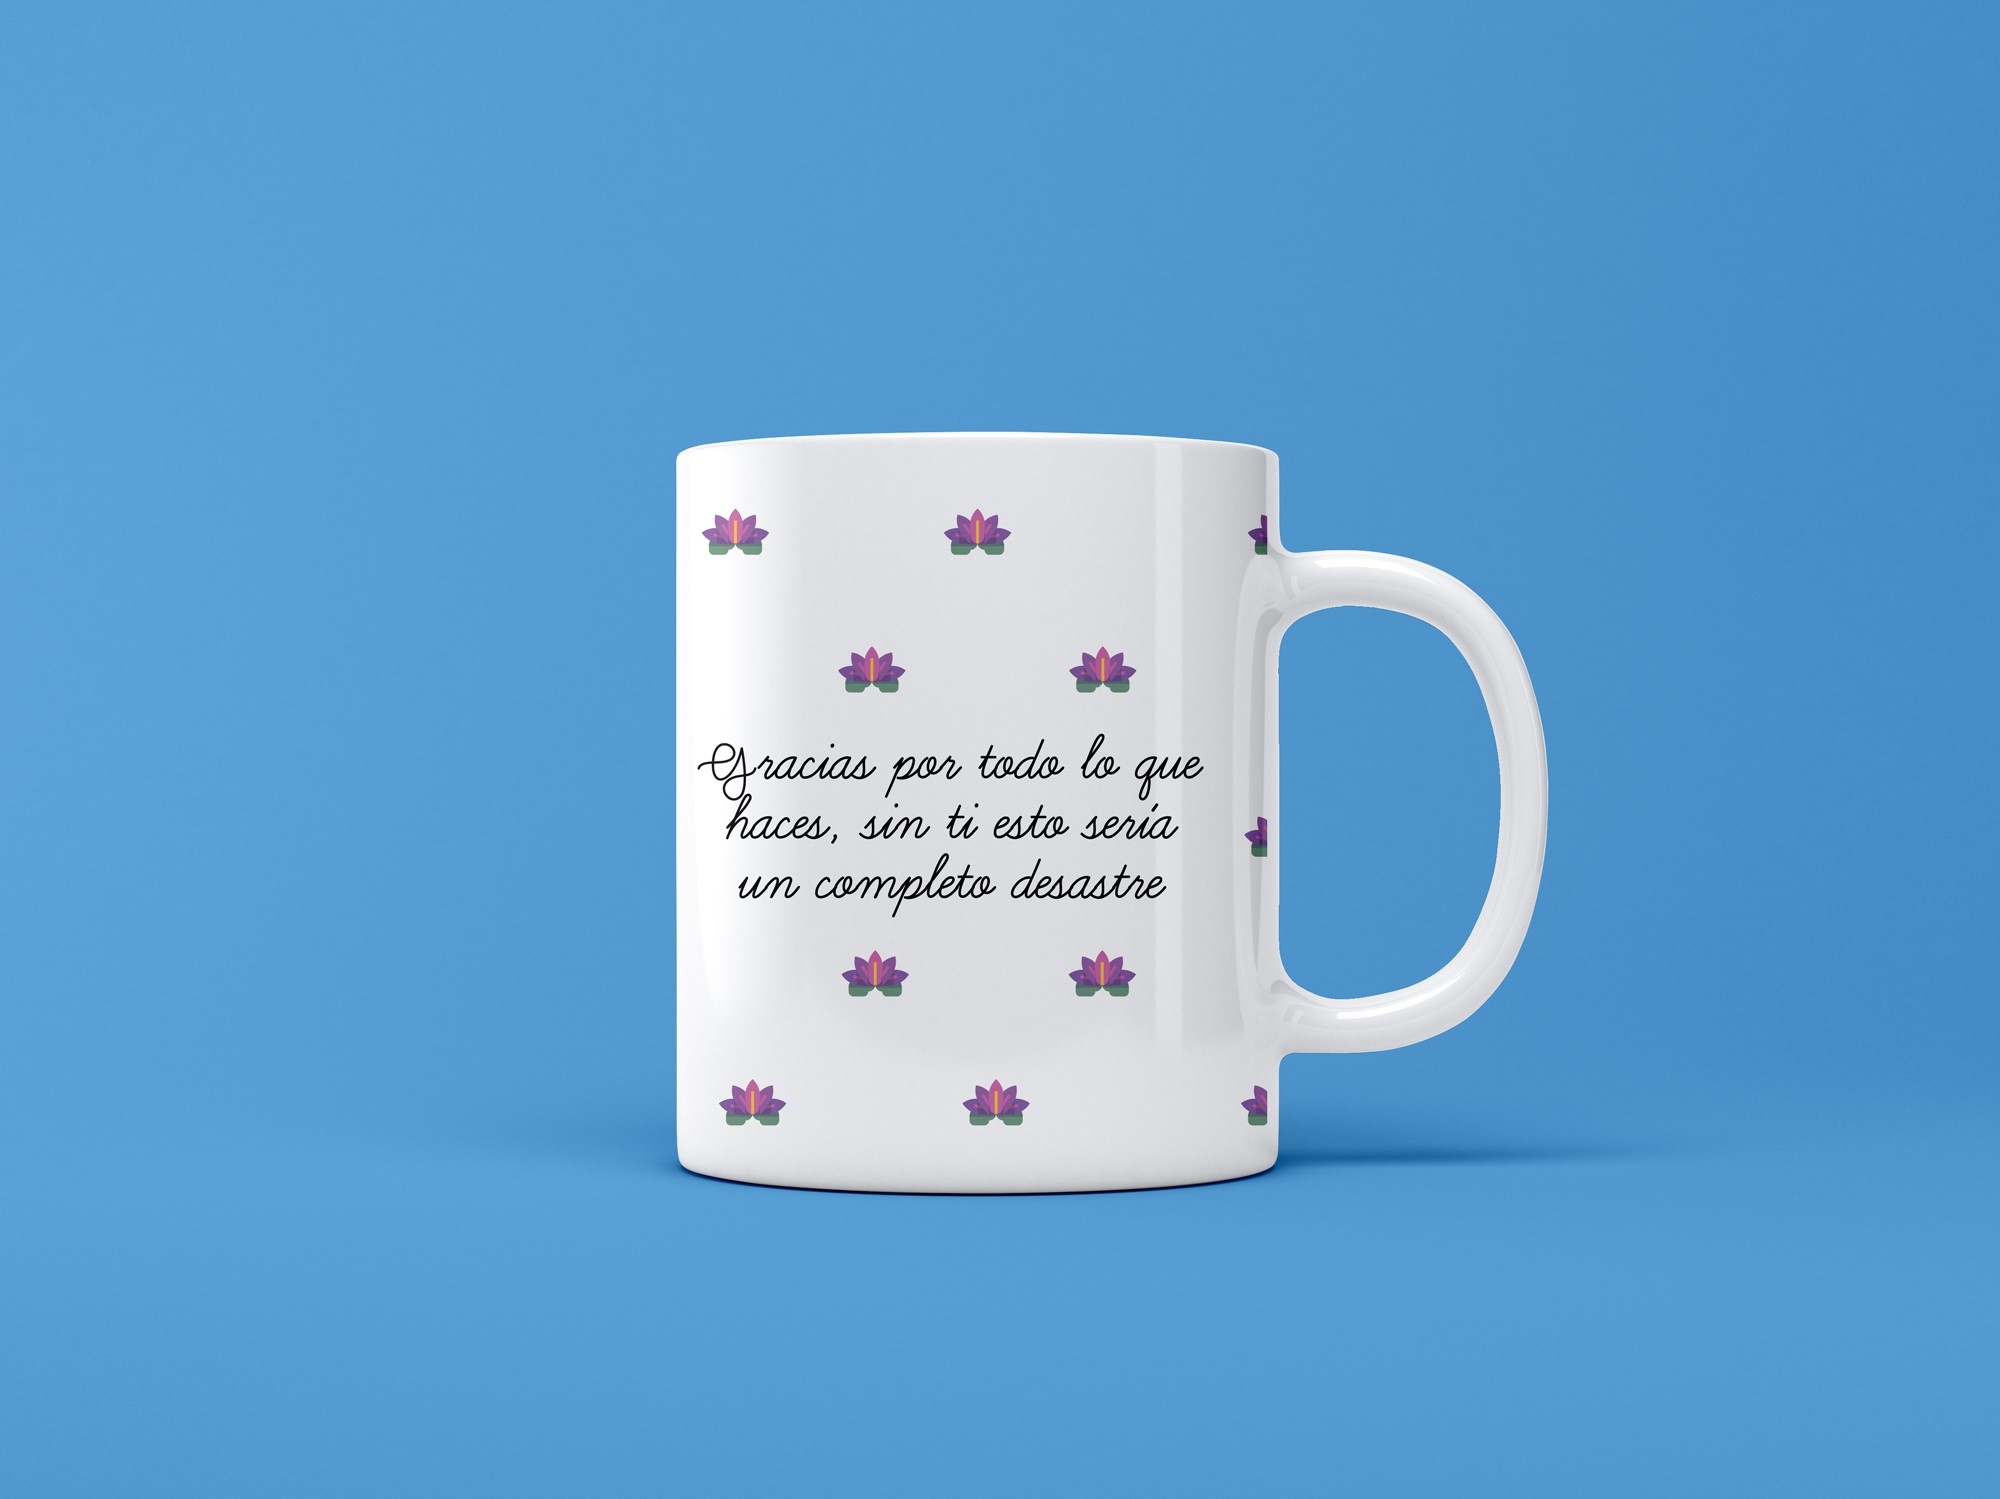 Gracias por todo lo que
haces, sin ti esto sería
un completo desastre